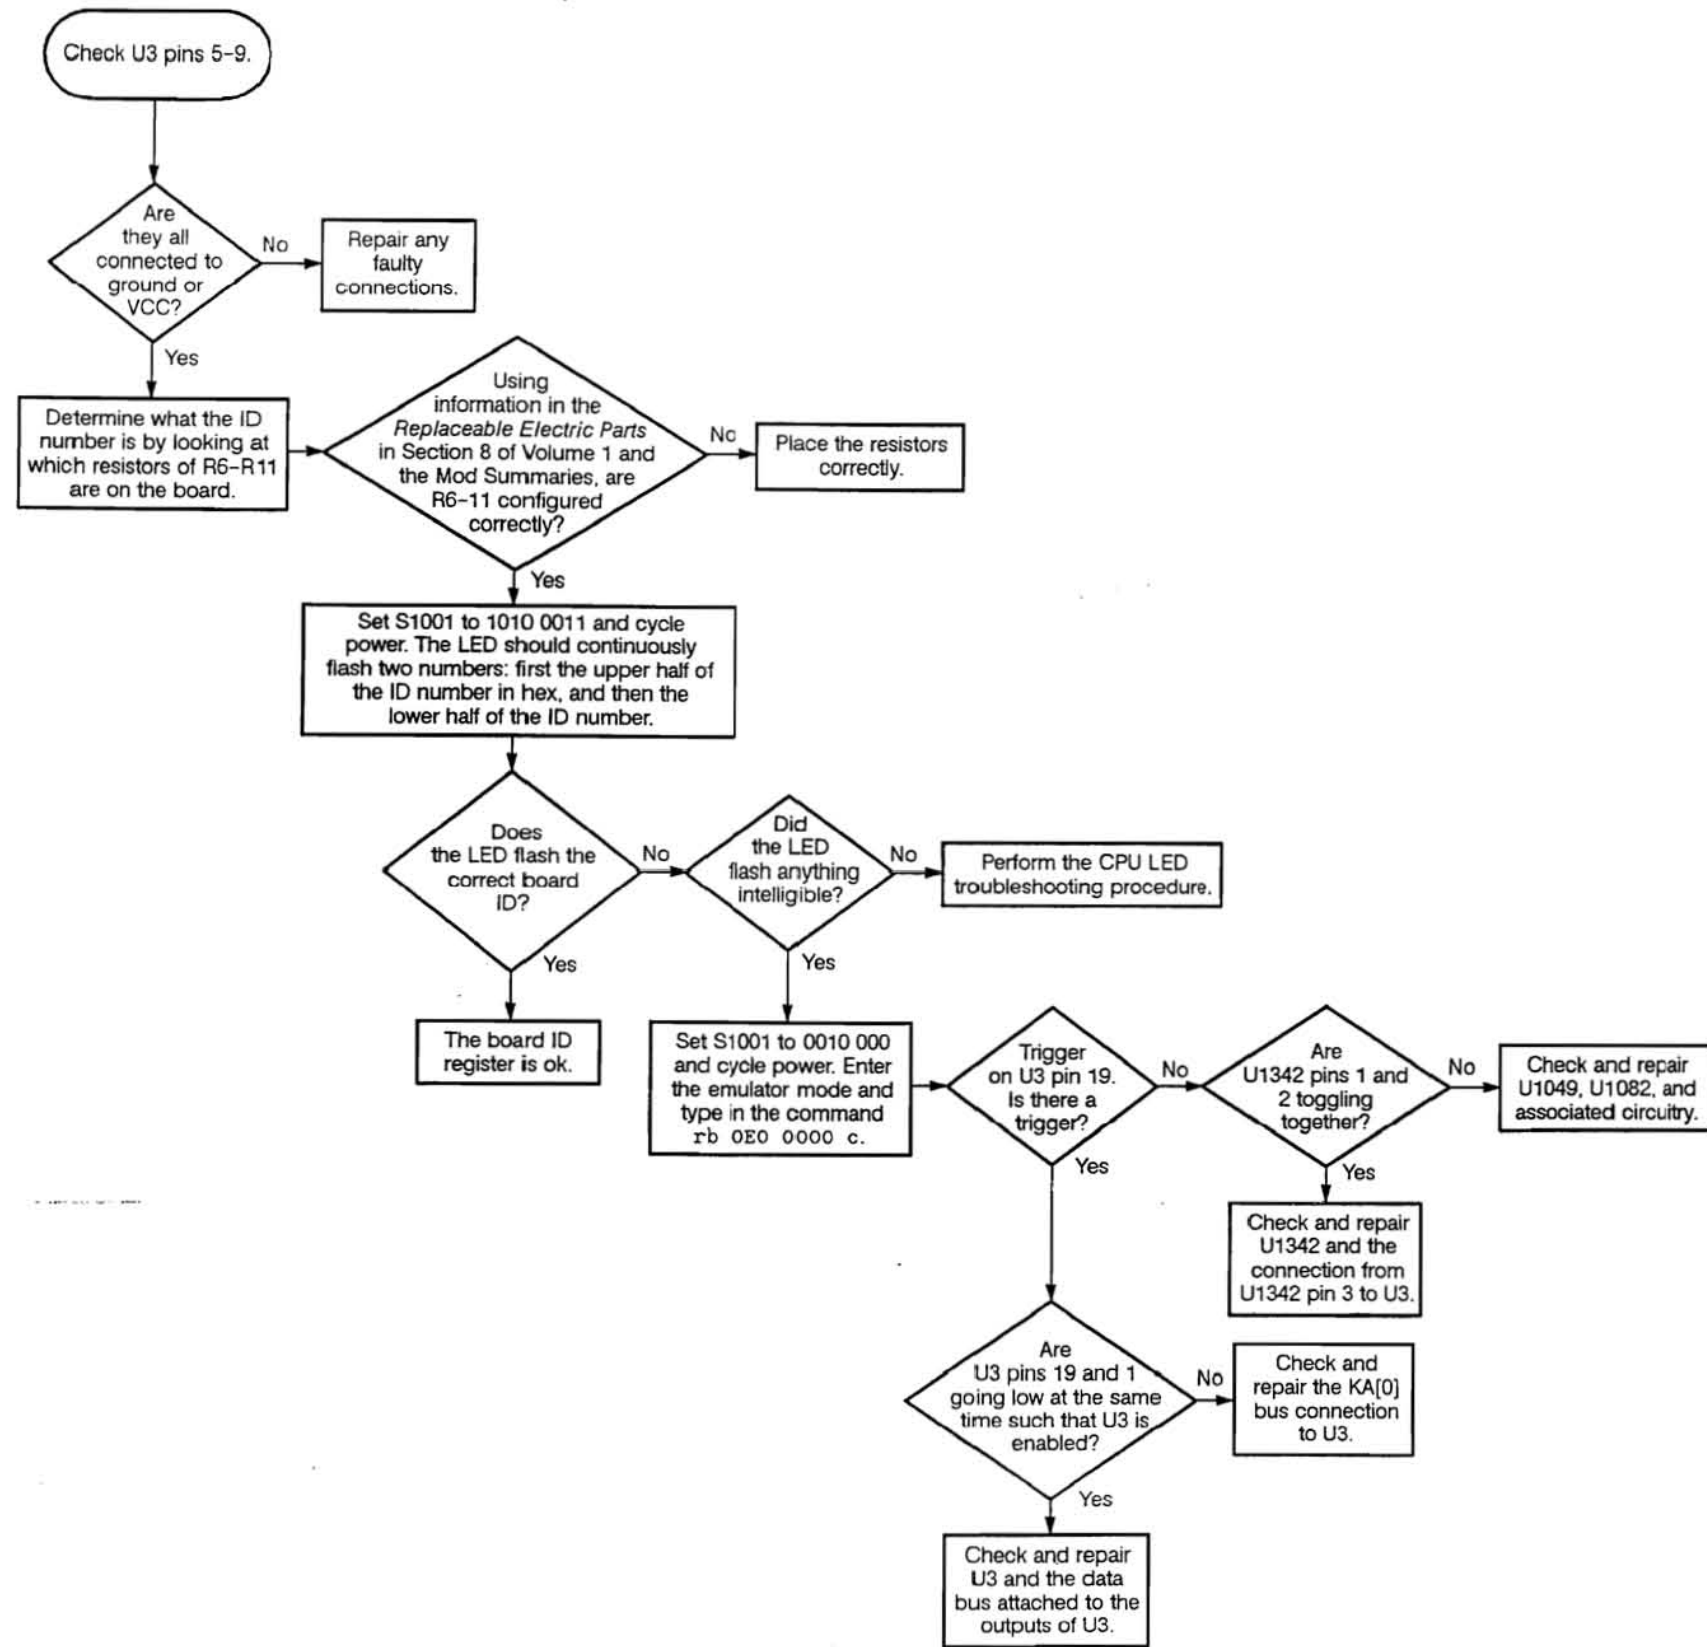 Check U3 pins 5-9.
Are
they all
connected to
ground or
VCC?
No
Repair any
faulty
connections.
Yes
Determine what the ID
number is by looking at
which resistors of R6-R11
are on the board.
Using
information in the
Replaceable Electric Parts
in Section 8 of Volume 1 and
the Mod Summaries, are
R6-11 configured
correctly?
No
Place the resistors
correctly.
Yes
Set S1001 to 1010 0011 and cycle
power. The LED should continuously
flash two numbers: first the upper half of
the ID number in hex, and then the
lower half of the ID number.
Does
the LED flash the
correct board
ID?
No
Did
the LED
flash anything
intelligible?
No
Perform the CPU LED
troubleshooting procedure.
Yes
The board ID
register is ok.
Yes
Set S1001 to 0010 000
and cycle power. Enter
the emulator mode and
type in the command
rb 0E0 0000 c.
Trigger
on U3 pin 19.
Is there a
trigger?
No
Are
U1342 pins 1 and
2 toggling
together?
No
Check and repair
U1049, U1082, and
associated circuitry.
Yes
Check and repair
U1342 and the
connection from
U1342 pin 3 to U3.
Yes
Are
U3 pins 19 and 1
going low at the same
time such that U3 is
enabled?
No
Check and
repair the KA[0]
bus connection
to U3.
Yes
Check and repair
U3 and the data
bus attached to the
outputs of U3.